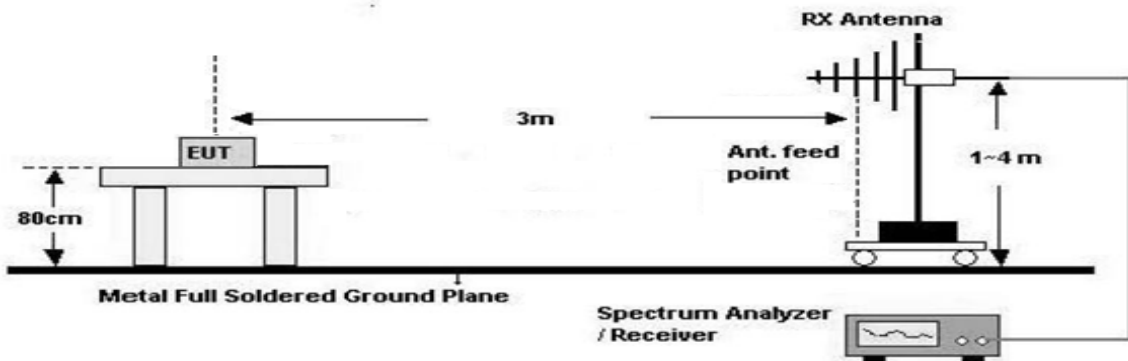 RX Antenna
3m
EUT
Ant. feed
point
1~4 m
80cm
Metal Full Soldered Ground Plane
Spectrum Analyzer
/ Receiver